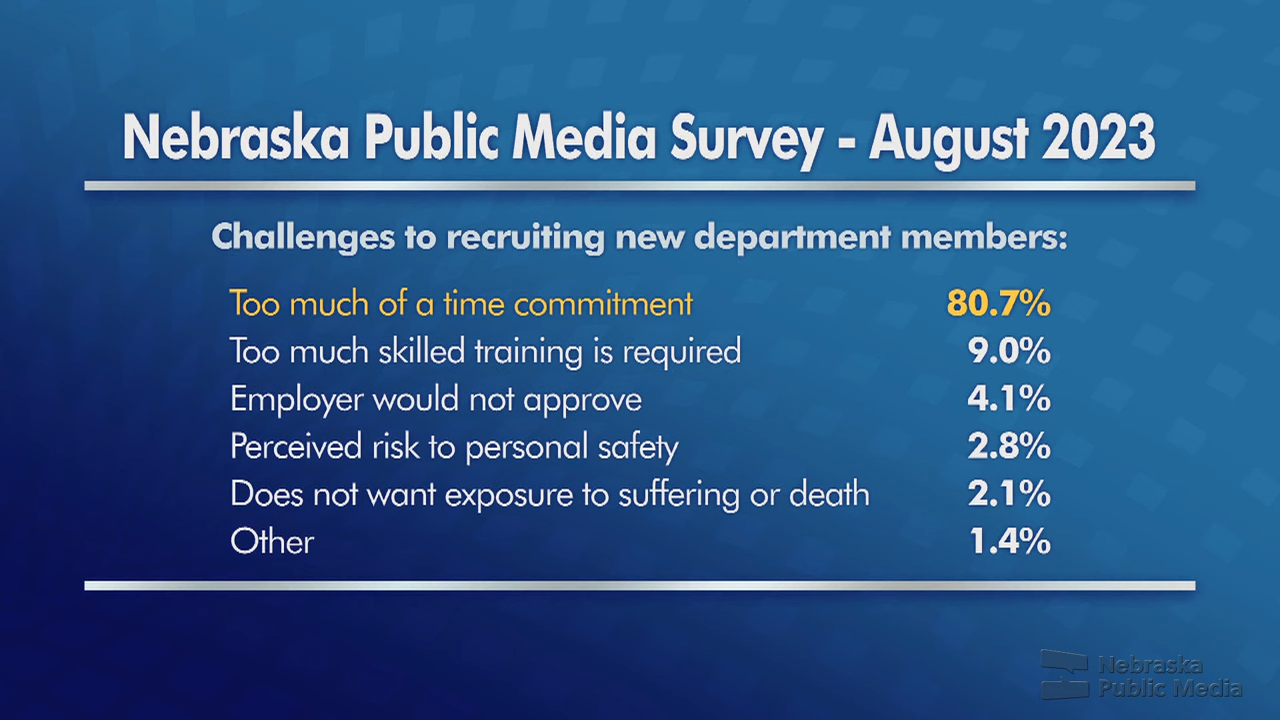 Nebraska Public Media Survey - August 2023
Challenges to recruiting new department members:
Too much of a time commitment 80.7%
Too much skilled training is required 9.0%
Employer would not approve 4.1%
Perceived risk to personal safety 2.8%
Does not want exposure to suffering or death 2.1%
Other 1.4%
Nebraska
Public Media